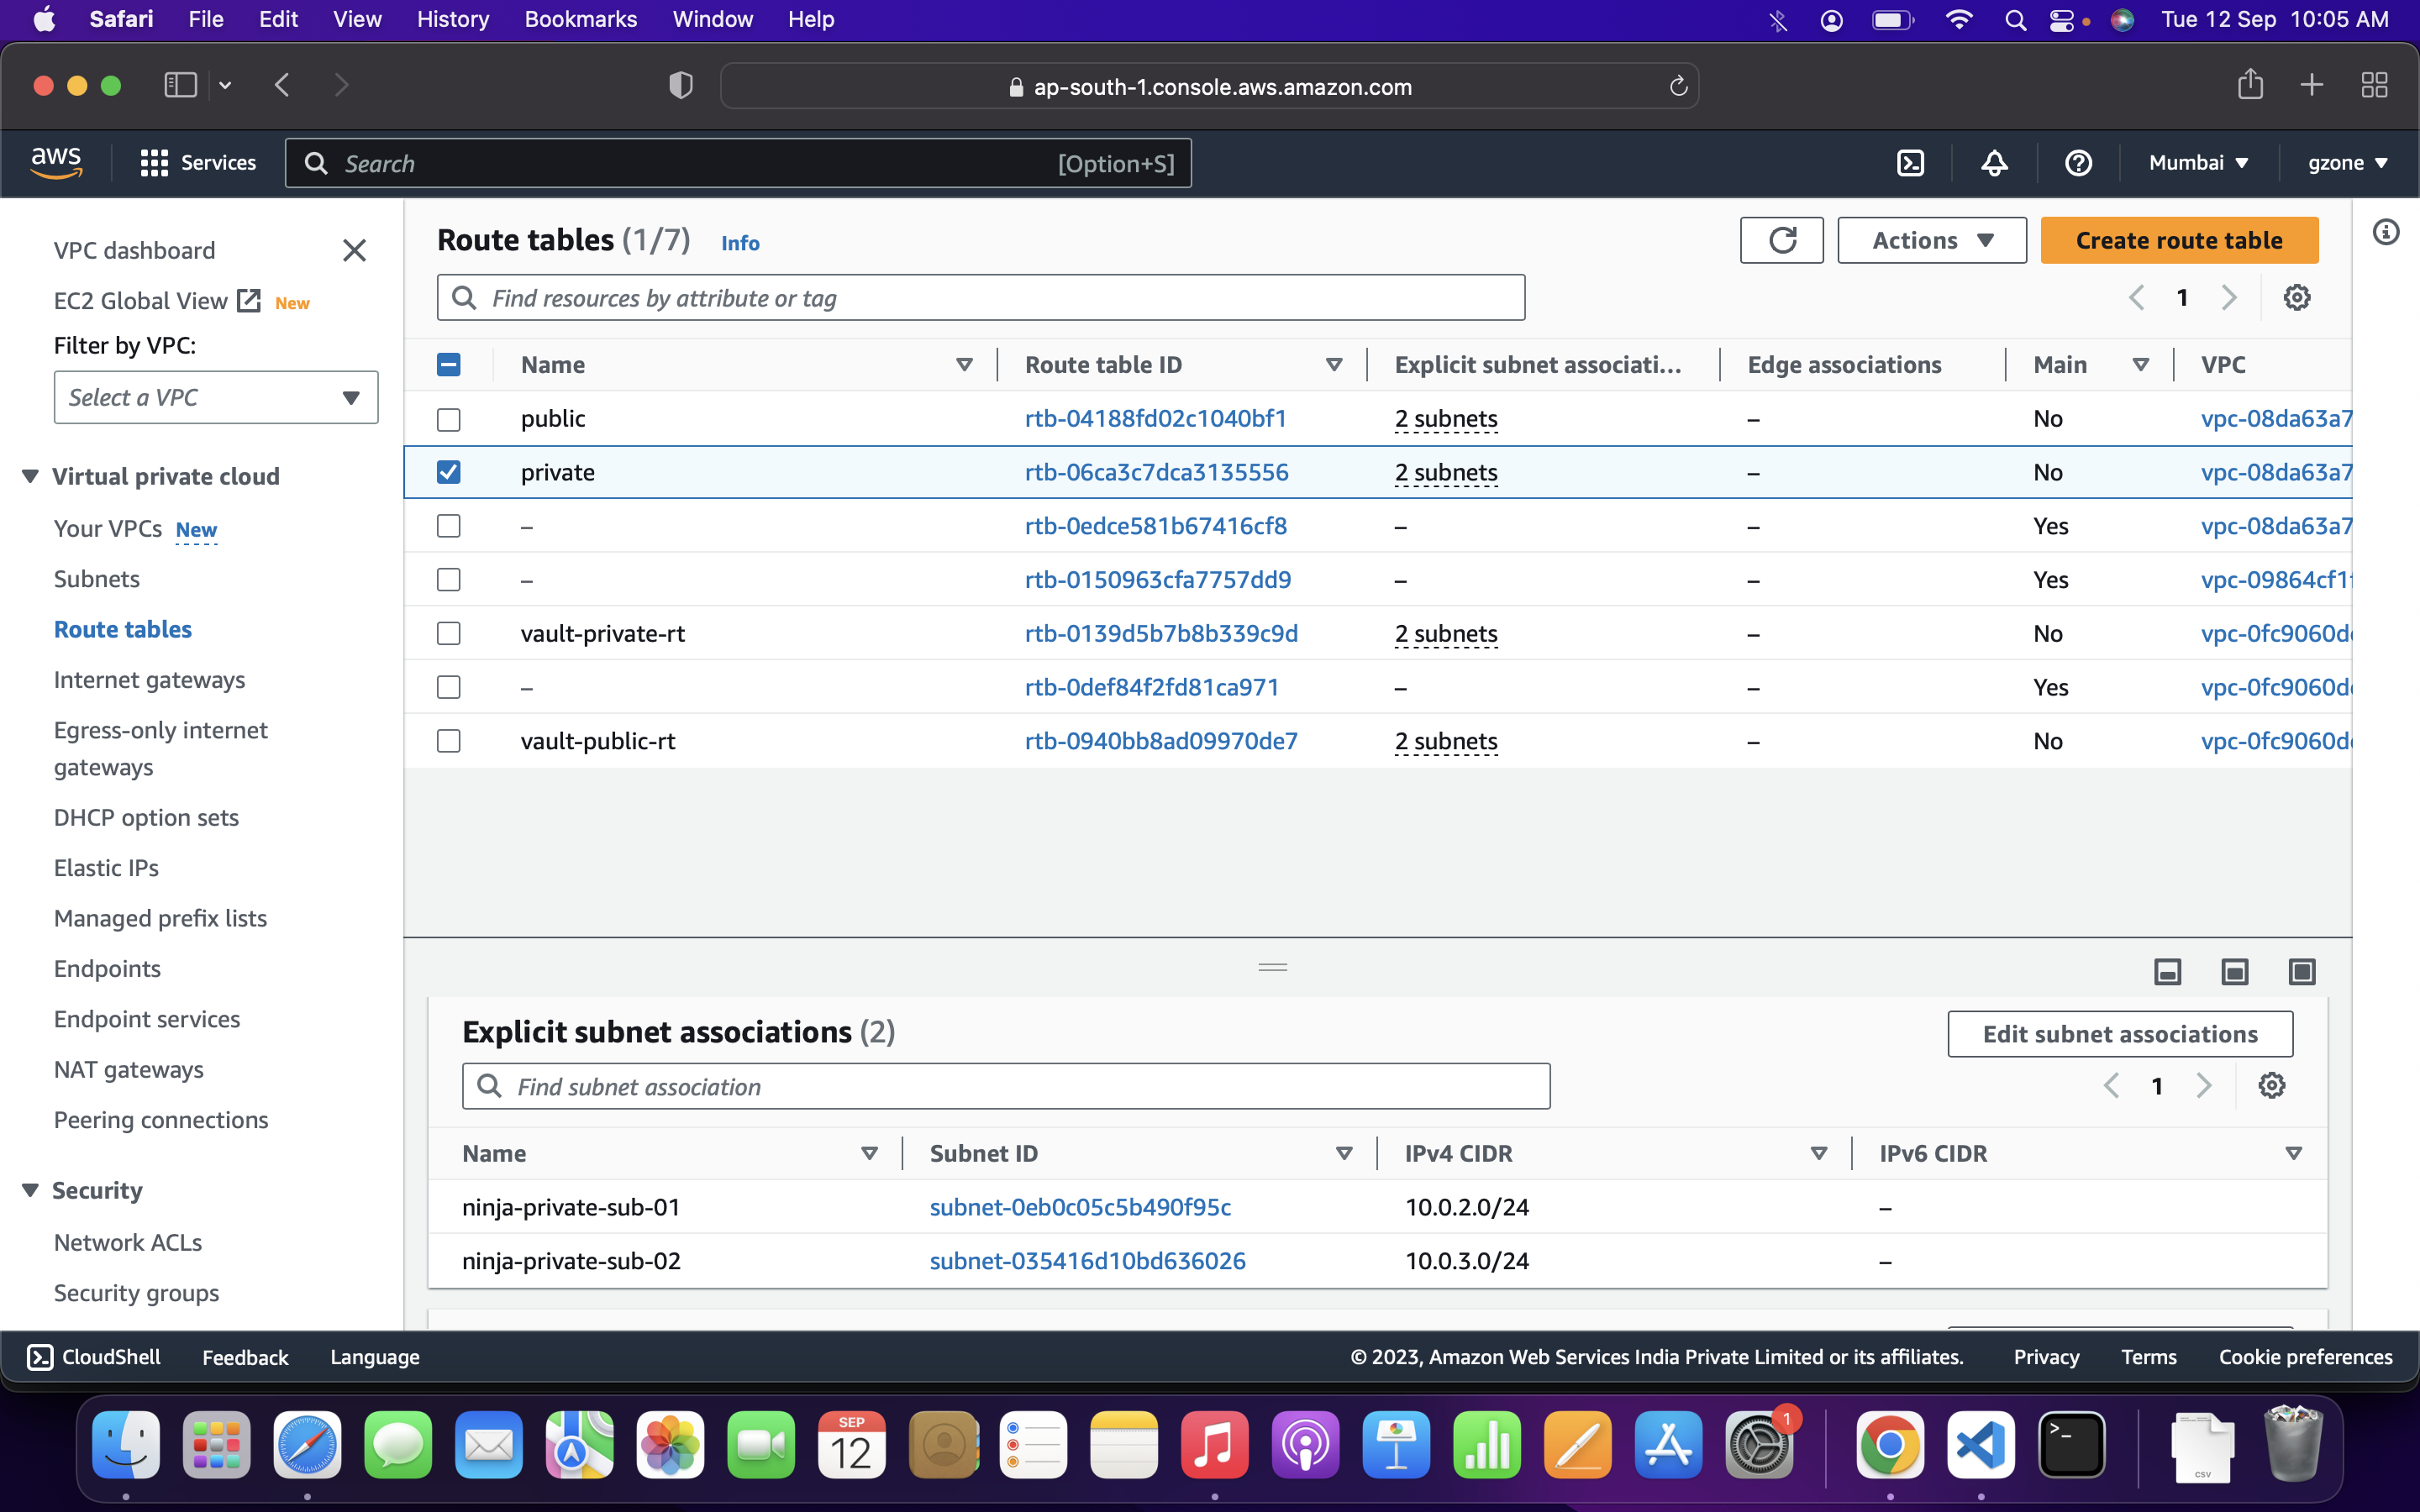 Safari File Edit View History Bookmarks Window Help Tue 12 Sep 10:05 AM
ap-south-1.console.aws.amazon.com
aws Services Search [Option+S] Mumbai gzone
VPC dashboard
EC2 Global View New
Filter by VPC:
Select a VPC
Virtual private cloud
Your VPCs New
Subnets
Route tables
Internet gateways
Egress-only internet
gateways
DHCP option sets
Elastic IPs
Managed prefix lists
Endpoints
Endpoint services
NAT gateways
Peering connections
Security
Network ACLs
Security groups
Route tables (1/7) Info Actions Create route table
Find resources by attribute or tag 1
Name Route table ID Explicit subnet associati... Edge associations Main VPC
public rtb-04188fd02c1040bf1 2 subnets – No vpc-08da63a7
private rtb-06ca3c7dca3135556 2 subnets – No vpc-08da63a7
– rtb-0edce581b67416cf8 – – Yes vpc-08da63a7
– rtb-0150963cfa7757dd9 – – Yes vpc-09864cf1
vault-private-rt rtb-0139d5b7b8b339c9d 2 subnets – No vpc-0fc9060d
– rtb-0def84f2fd81ca971 – – Yes vpc-0fc9060d
vault-public-rt rtb-0940bb8ad09970de7 2 subnets – No vpc-0fc9060d
Explicit subnet associations (2) Edit subnet associations
Find subnet association 1
Name Subnet ID IPv4 CIDR IPv6 CIDR
ninja-private-sub-01 subnet-0eb0c05c5b490f95c 10.0.2.0/24 –
ninja-private-sub-02 subnet-035416d10bd636026 10.0.3.0/24 –
CloudShell Feedback Language © 2023, Amazon Web Services India Private Limited or its affiliates. Privacy Terms Cookie preferences
SEP
12
1
>_
CSV